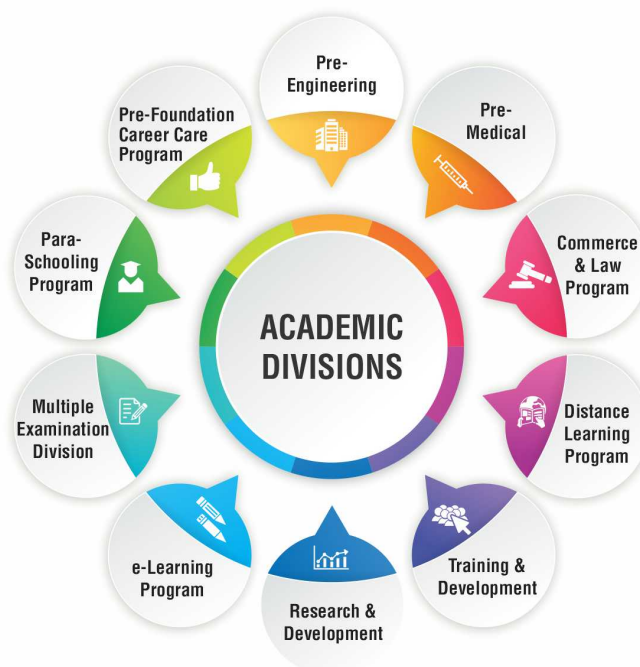 Pre-
Engineering
Pre-
Medical
Commerce
& Law
Program
Distance
Learning
Program
Training &
Development
Research &
Development
e-Learning
Program
Multiple
Examination
Division
Para-
Schooling
Program
Pre-Foundation
Career Care
Program
ACADEMIC
DIVISIONS